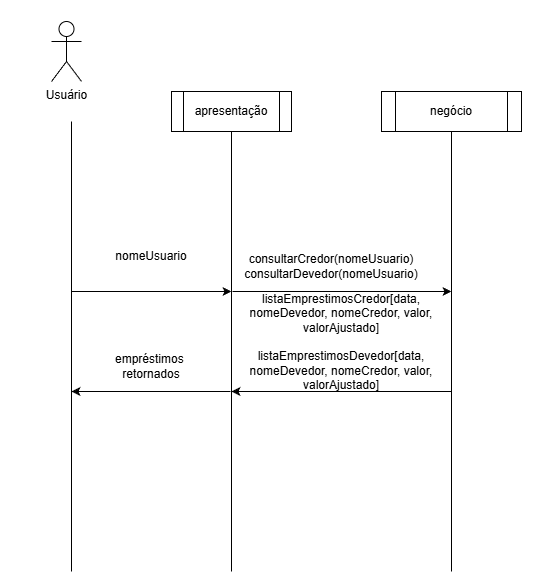 Usuário
apresentação
negócio
nomeUsuario
consultarCredor(nomeUsuario)
consultarDevedor(nomeUsuario)
listaEmprestimosCredor[data,
nomeDevedor, nomeCredor, valor,
valorAjustado]
empréstimos
retornados
listaEmprestimosDevedor[data,
nomeDevedor, nomeCredor, valor,
valorAjustado]